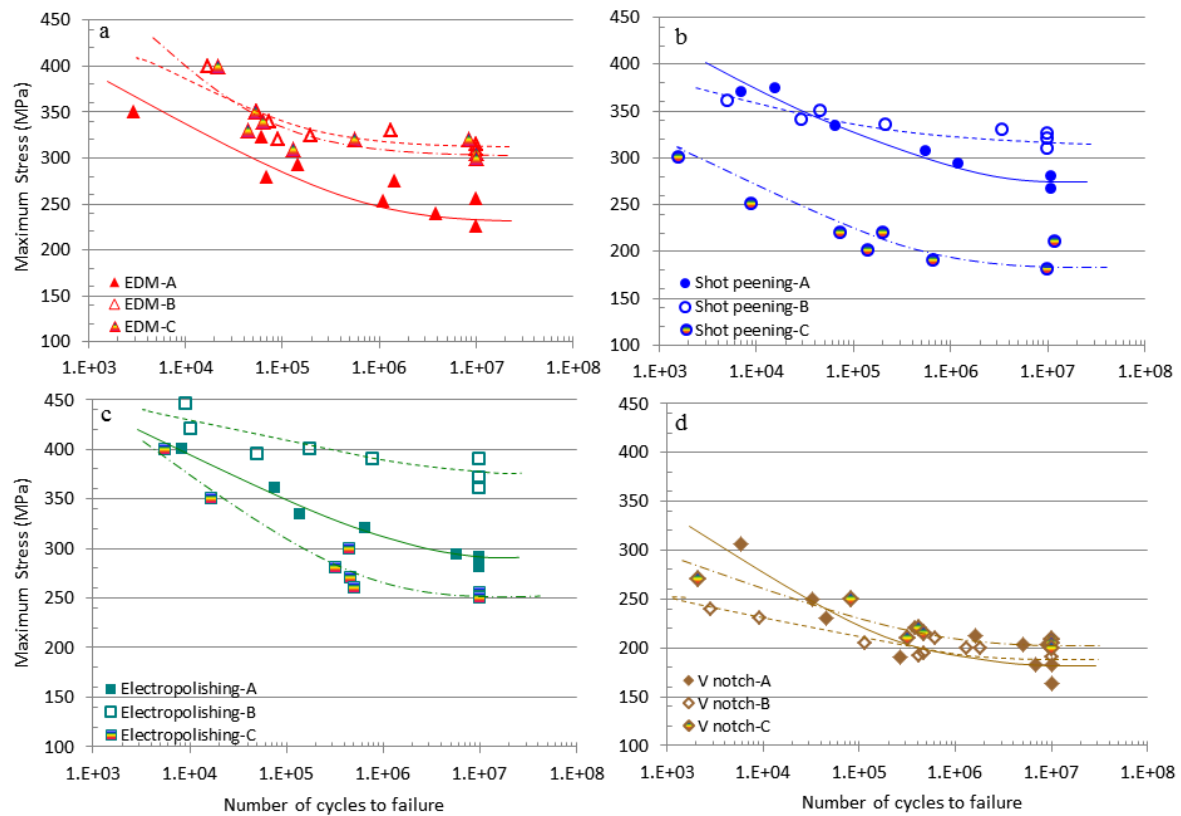 a
450
400
350
300
250
200
150
100
Maximum Stress (MPa)
EDM-A
EDM-B
EDM-C
1.E+03 1.E+04 1.E+05 1.E+06 1.E+07 1.E+08
b
450
400
350
300
250
200
150
100
Shot peening-A
Shot peening-B
Shot peening-C
1.E+03 1.E+04 1.E+05 1.E+06 1.E+07 1.E+08
c
450
400
350
300
250
200
150
100
Maximum Stress (MPa)
Electropolishing-A
Electropolishing-B
Electropolishing-C
1.E+03 1.E+04 1.E+05 1.E+06 1.E+07 1.E+08
Number of cycles to failure
d
450
400
350
300
250
200
150
100
V notch-A
V notch-B
V notch-C
1.E+03 1.E+04 1.E+05 1.E+06 1.E+07 1.E+08
Number of cycles to failure